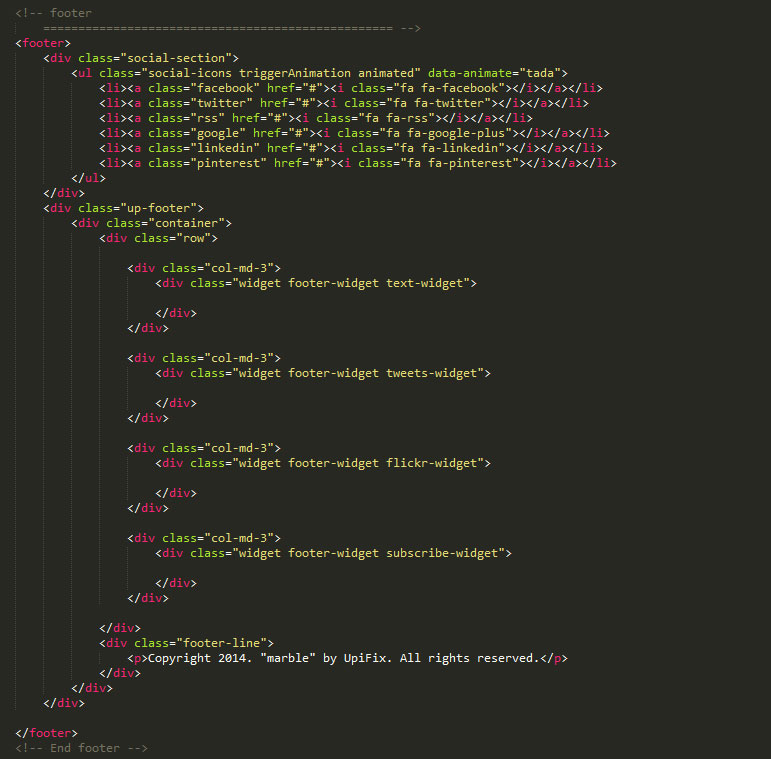 <!-- footer
================================================== -->
<footer>
<div class="social-section">
<ul class="social-icons triggerAnimation animated" data-animate="tada">
<li><a class="facebook" href="#"><i class="fa fa-facebook"></i></a></li>
<li><a class="twitter" href="#"><i class="fa fa-twitter"></i></a></li>
<li><a class="rss" href="#"><i class="fa fa-rss"></i></a></li>
<li><a class="google" href="#"><i class="fa fa-google-plus"></i></a></li>
<li><a class="linkedin" href="#"><i class="fa fa-linkedin"></i></a></li>
<li><a class="pinterest" href="#"><i class="fa fa-pinterest"></i></a></li>
</ul>
</div>
<div class="up-footer">
<div class="container">
<div class="row">
<div class="col-md-3">
<div class="widget footer-widget text-widget">
</div>
</div>
<div class="col-md-3">
<div class="widget footer-widget tweets-widget">
</div>
</div>
<div class="col-md-3">
<div class="widget footer-widget flickr-widget">
</div>
</div>
<div class="col-md-3">
<div class="widget footer-widget subscribe-widget">
</div>
</div>
</div>
<div class="footer-line">
<p>Copyright 2014. "marble" by UpiFix. All rights reserved.</p>
</div>
</div>
</div>
</footer>
<!-- End footer -->